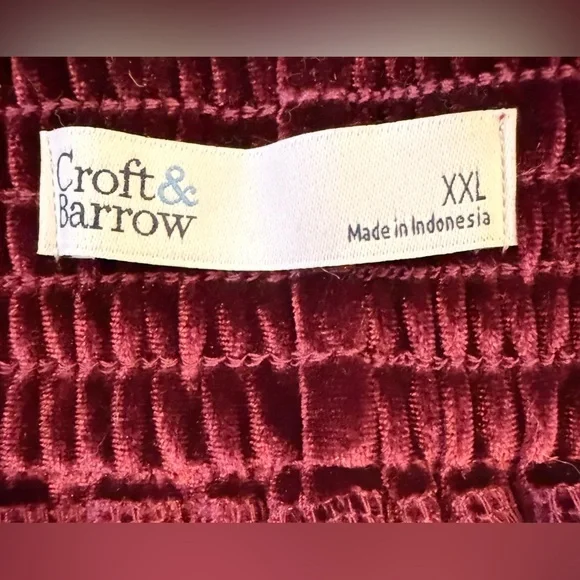 Croft &
Barrow
XXL
Made in Indonesia